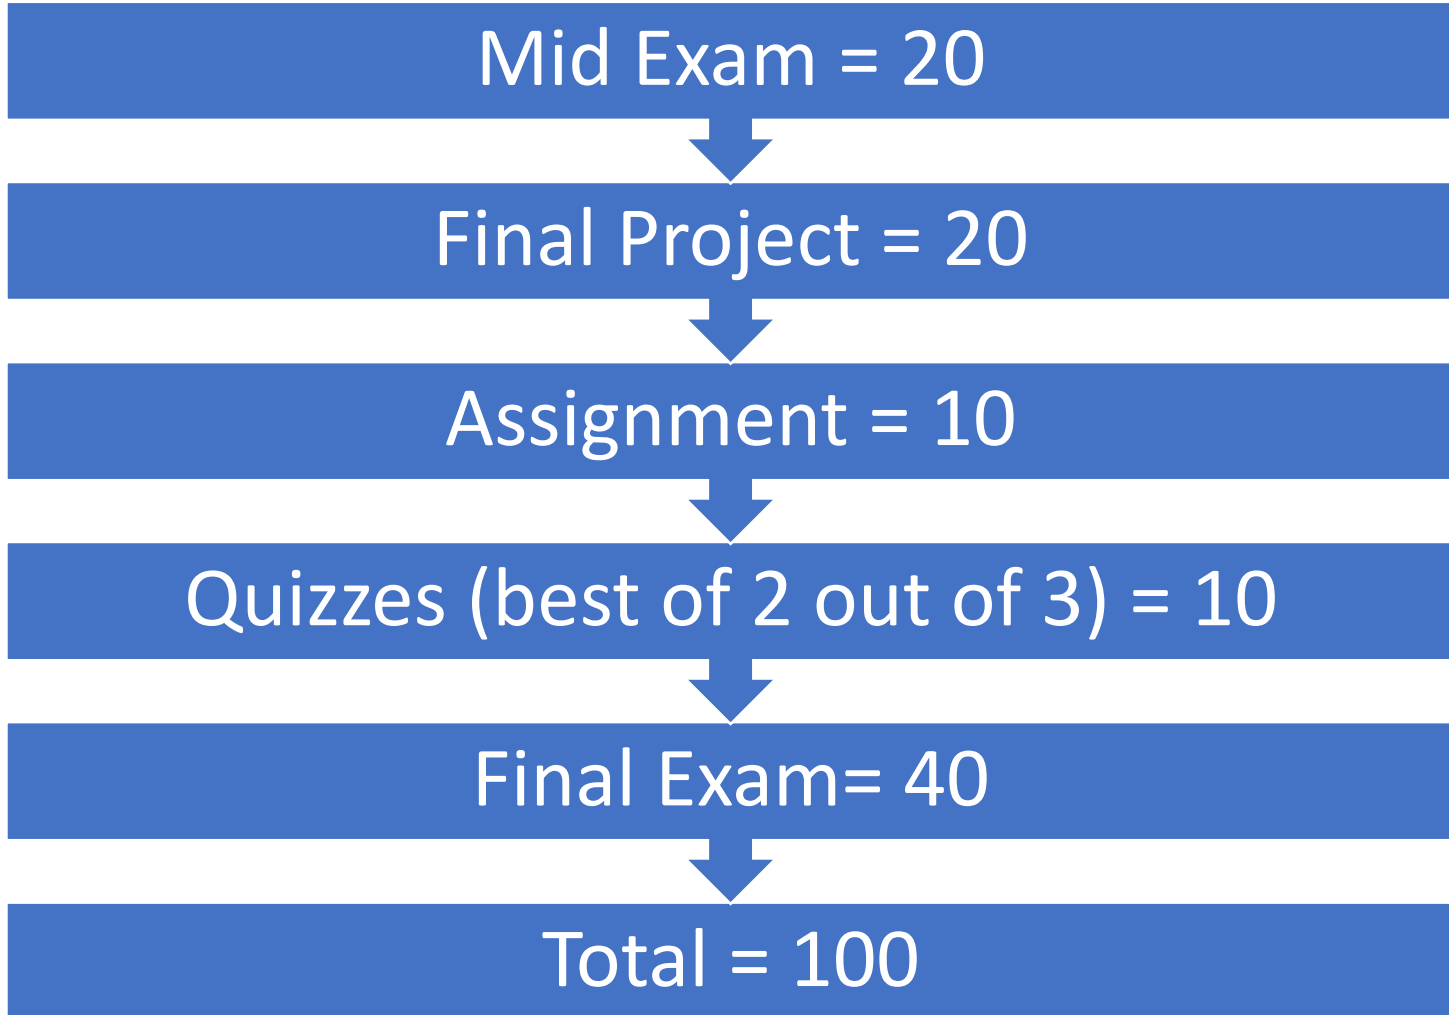 Mid Exam = 20
Final Project = 20
Assignment = 10
Quizzes (best of 2 out of 3) = 10
Final Exam= 40
Total = 100